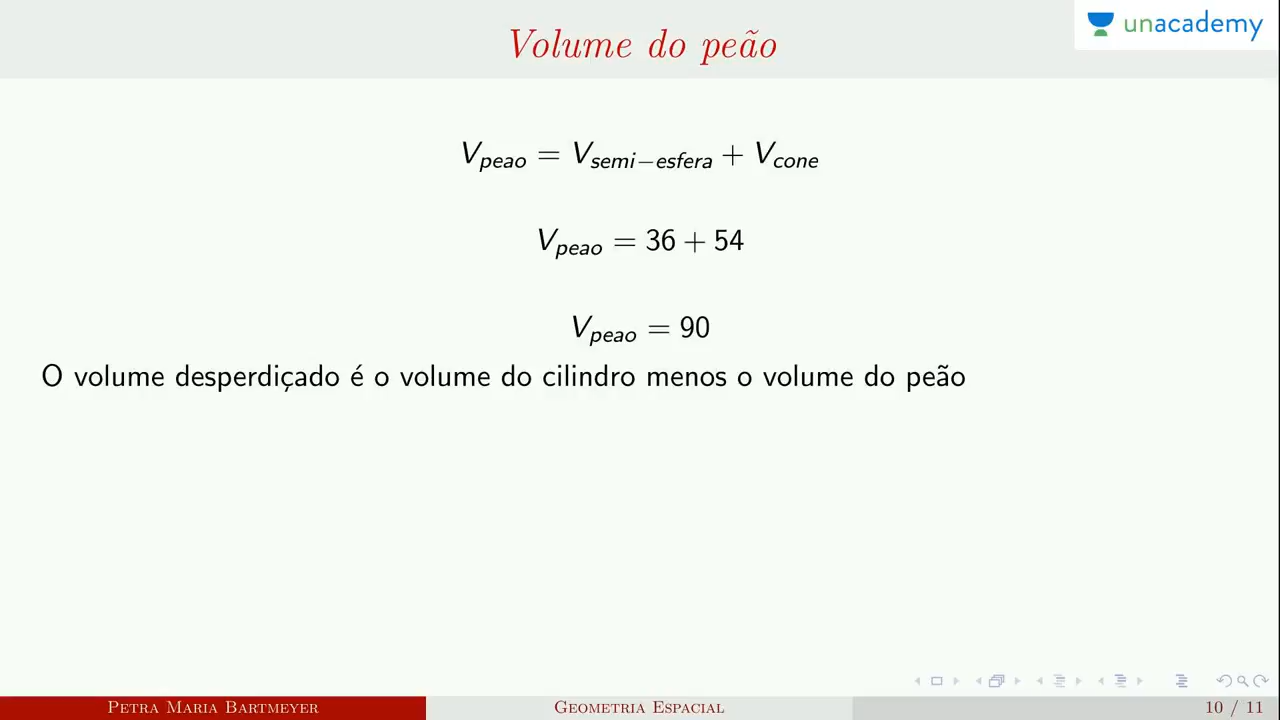 unacademy
Volume do peão
V_peao = V_semi−esfera + V_cone
V_peao = 36 + 54
V_peao = 90
O volume desperdiçado é o volume do cilindro menos o volume do peão
Petra Maria Bartmeyer
Geometria Espacial
10 / 11